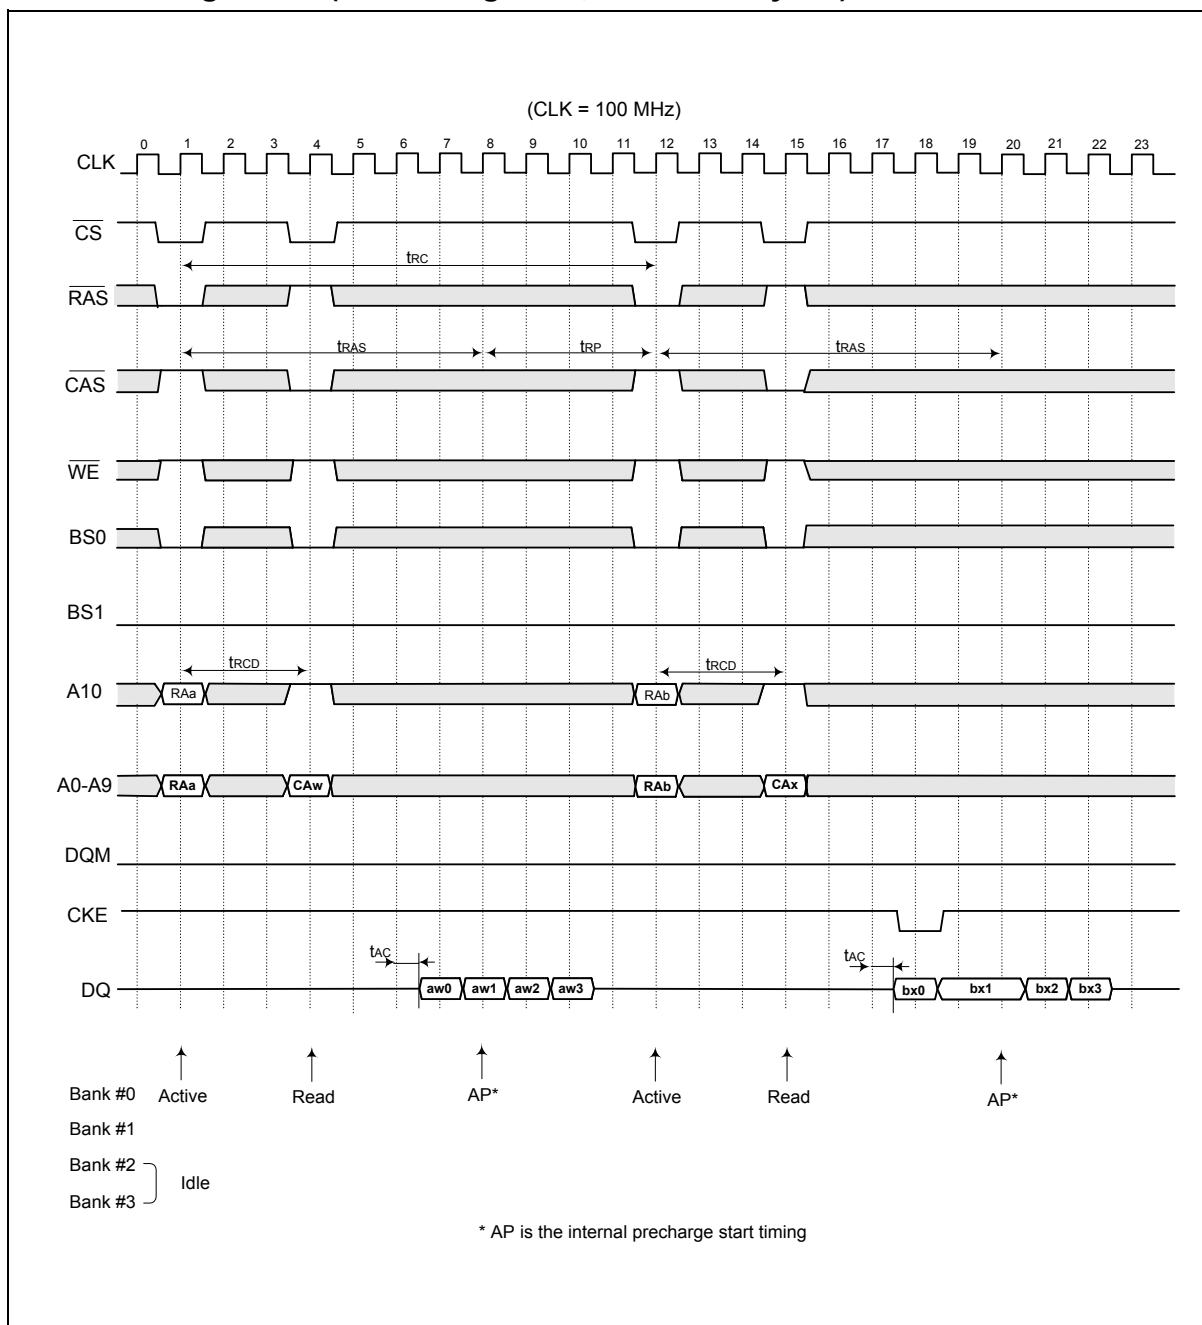 (CLK = 100 MHz)
0 1 2 3 4 5 6 7 8 9 10 11 12 13 14 15 16 17 18 19 20 21 22 23
CLK
CS
tRC
RAS
tRAS tRP tRAS
CAS
WE
BS0
BS1
tRCD tRCD
A10 RAa RAb
A0-A9 RAa CAw RAb CAx
DQM
CKE
tAC tAC
DQ aw0 aw1 aw2 aw3 bx0 bx1 bx2 bx3
Bank #0 Active Read AP* Active Read AP*
Bank #1
Bank #2
Idle
Bank #3
* AP is the internal precharge start timing